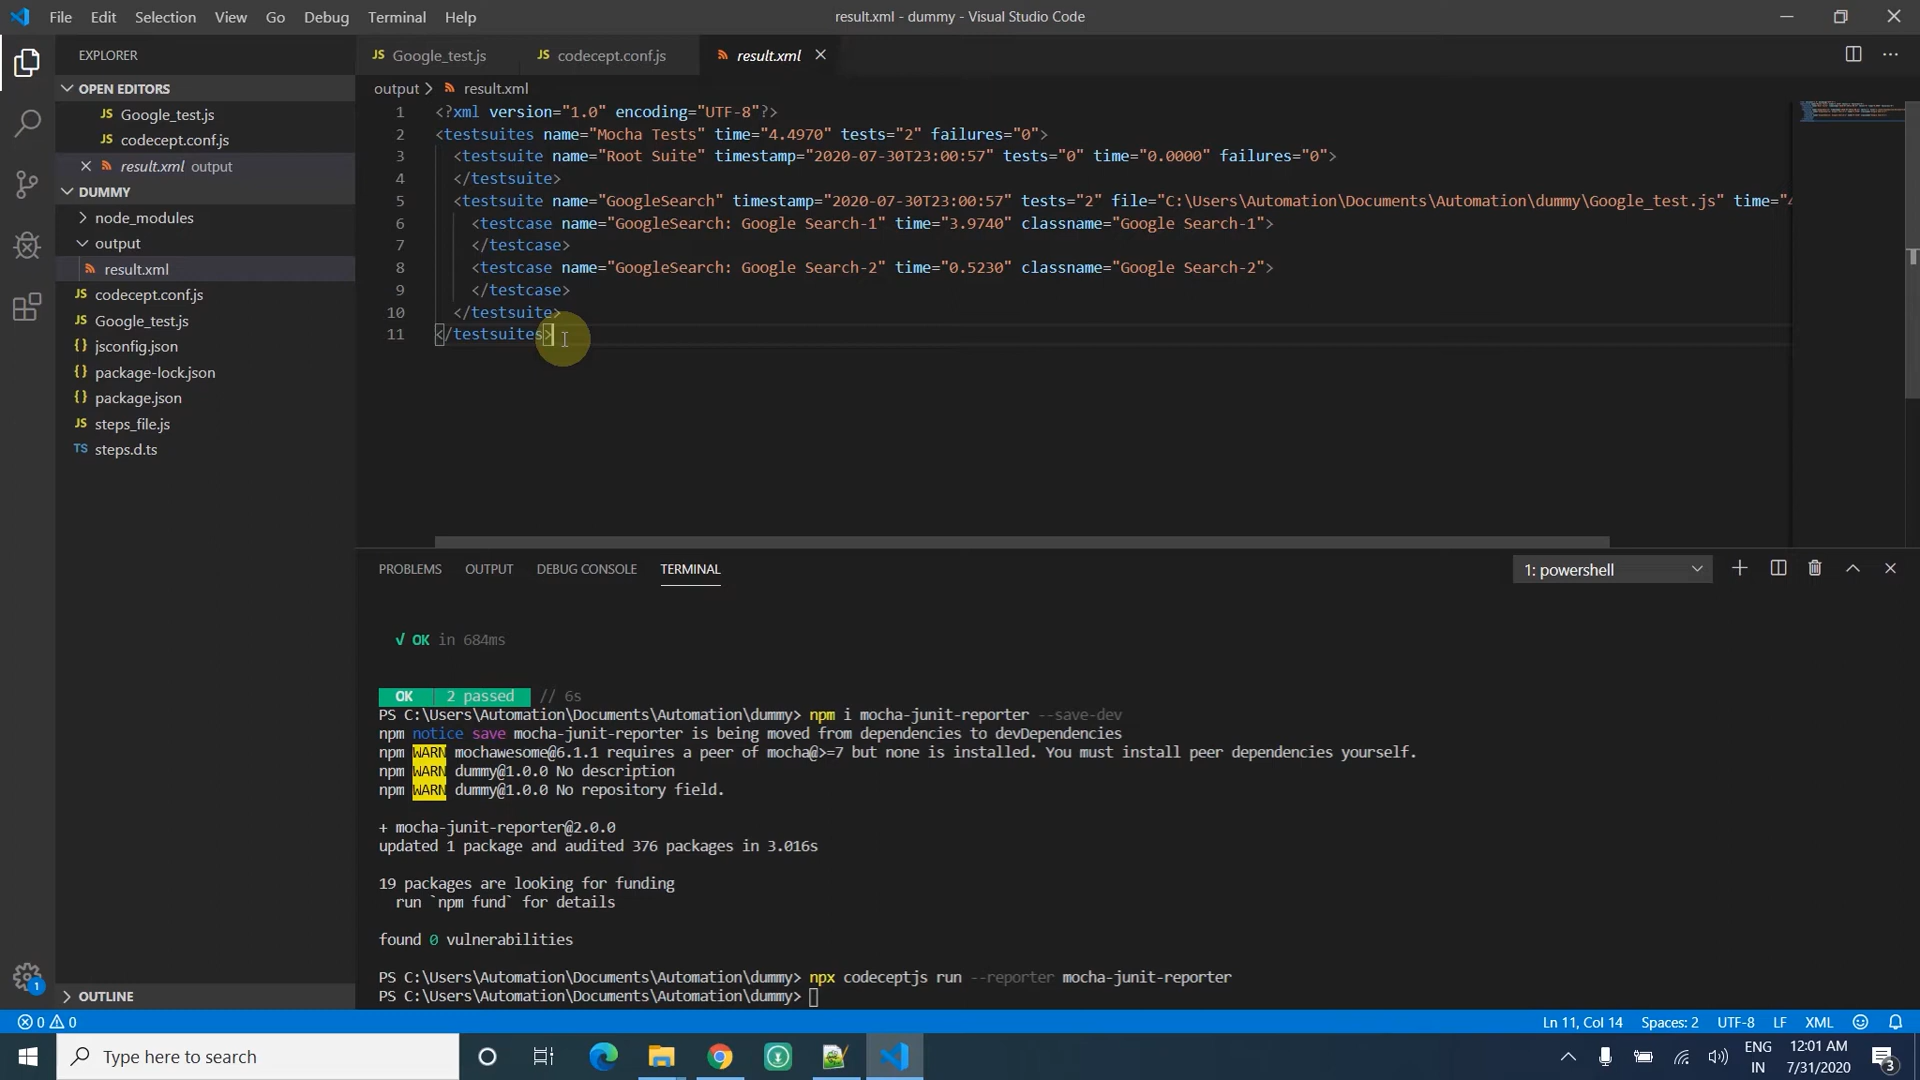 File Edit Selection View Go Debug Terminal Help
result.xml - dummy - Visual Studio Code
EXPLORER
OPEN EDITORS
JS Google_test.js
JS codecept.conf.js
result.xml output
DUMMY
node_modules
output
result.xml
JS codecept.conf.js
JS Google_test.js
{} jsconfig.json
{} package-lock.json
{} package.json
JS steps_file.js
TS steps.d.ts
OUTLINE
JS Google_test.js
JS codecept.conf.js
result.xml
output > result.xml
1 <?xml version="1.0" encoding="UTF-8"?>
2 <testsuites name="Mocha Tests" time="4.4970" tests="2" failures="0">
3 <testsuite name="Root Suite" timestamp="2020-07-30T23:00:57" tests="0" time="0.0000" failures="0">
4 </testsuite>
5 <testsuite name="GoogleSearch" timestamp="2020-07-30T23:00:57" tests="2" file="C:\Users\Automation\Documents\Automation\dummy\Google_test.js" time="4
6 <testcase name="GoogleSearch: Google Search-1" time="3.9740" classname="Google Search-1">
7 </testcase>
8 <testcase name="GoogleSearch: Google Search-2" time="0.5230" classname="Google Search-2">
9 </testcase>
10 </testsuite>
11 </testsuites>
PROBLEMS OUTPUT DEBUG CONSOLE TERMINAL
1: powershell
√ OK in 684ms
OK | 2 passed // 6s
PS C:\Users\Automation\Documents\Automation\dummy> npm i mocha-junit-reporter --save-dev
npm notice save mocha-junit-reporter is being moved from dependencies to devDependencies
npm WARN mochawesome@6.1.1 requires a peer of mocha@>=7 but none is installed. You must install peer dependencies yourself.
npm WARN dummy@1.0.0 No description
npm WARN dummy@1.0.0 No repository field.
+ mocha-junit-reporter@2.0.0
updated 1 package and audited 376 packages in 3.016s
19 packages are looking for funding
run `npm fund` for details
found 0 vulnerabilities
PS C:\Users\Automation\Documents\Automation\dummy> npx codeceptjs run --reporter mocha-junit-reporter
PS C:\Users\Automation\Documents\Automation\dummy>
1
0 0
Ln 11, Col 14 Spaces: 2 UTF-8 LF XML
Type here to search
ENG
IN
12:01 AM
7/31/2020
3